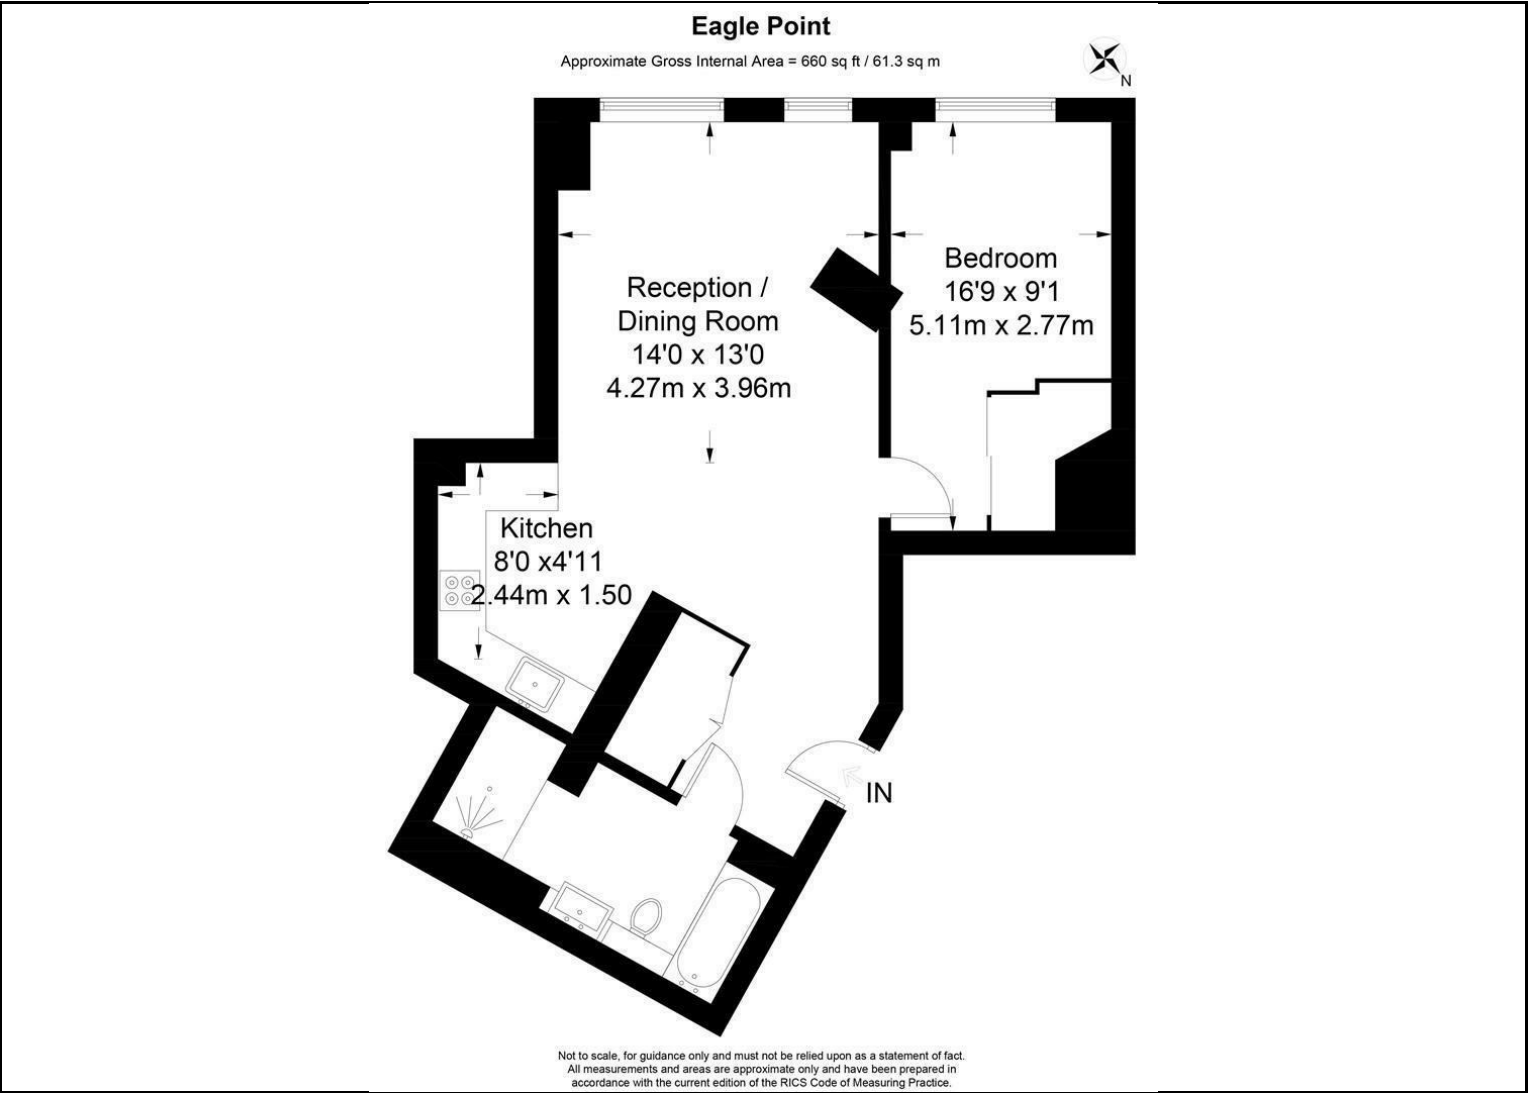 Eagle Point
Approximate Gross Internal Area = 660 sq ft / 61.3 sq m
N
Reception /
Dining Room
14'0 x 13'0
4.27m x 3.96m
Bedroom
16'9 x 9'1
5.11m x 2.77m
Kitchen
8'0 x4'11
2.44m x 1.50
IN
Not to scale, for guidance only and must not be relied upon as a statement of fact.
All measurements and areas are approximate only and have been prepared in
accordance with the current edition of the RICS Code of Measuring Practice.